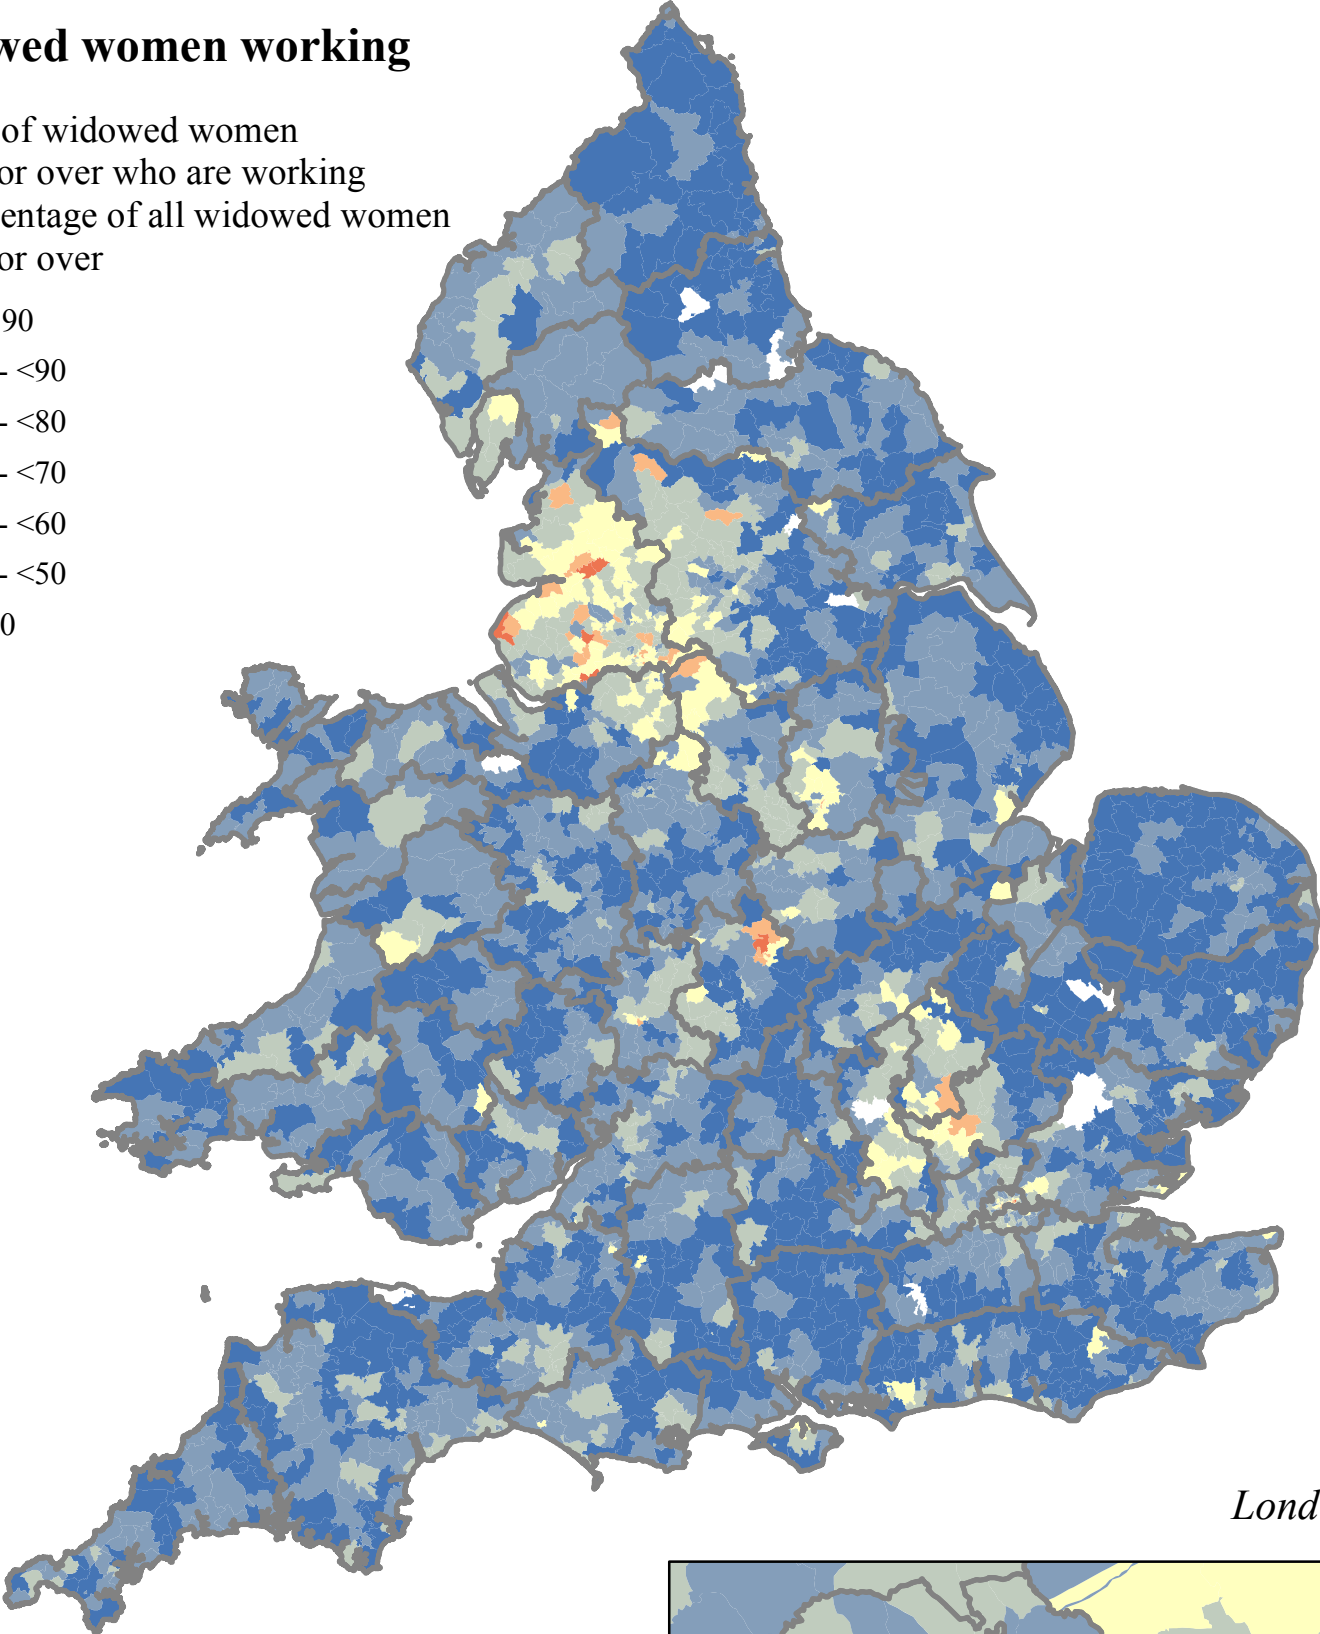 wed women working
of widowed women
or over who are working
entage of all widowed women
or over
90
- <90
- <80
- <70
- <60
- <50
0
Lond